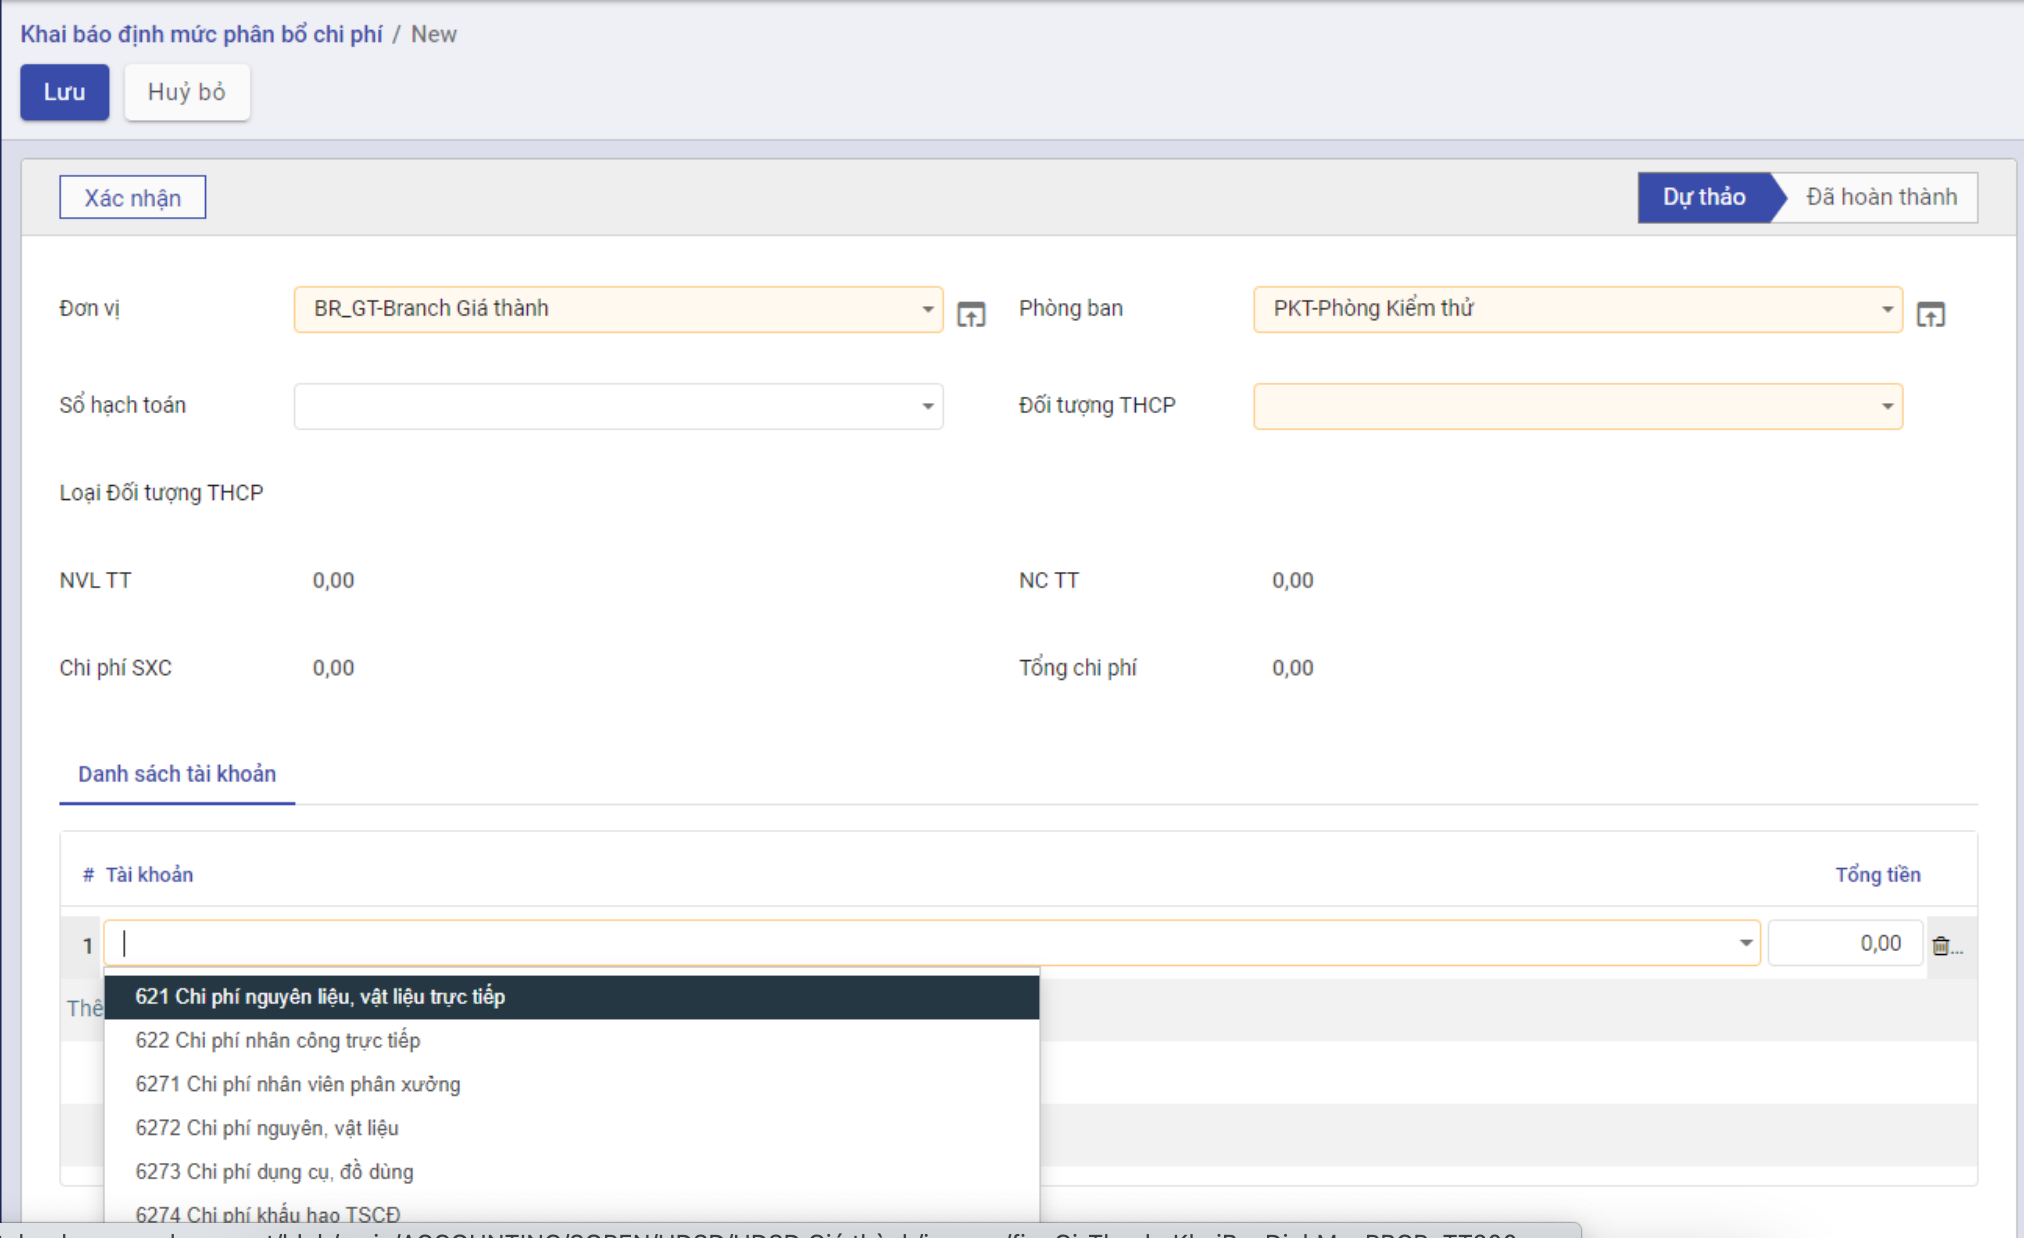 Khai báo định mức phân bổ chi phí / New
Lưu Huỷ bỏ
Xác nhận Dự thảo Đã hoàn thành
Đơn vị BR_GT-Branch Giá thành Phòng ban PKT-Phòng Kiểm thử
Sổ hạch toán Đối tượng THCP
Loại Đối tượng THCP
NVL TT 0,00 NC TT 0,00
Chi phí SXC 0,00 Tổng chi phí 0,00
Danh sách tài khoản
# Tài khoản Tổng tiền
1 0,00 ...
621 Chi phí nguyên liệu, vật liệu trực tiếp
Thê
622 Chi phí nhân công trực tiếp
6271 Chi phí nhân viên phân xưởng
6272 Chi phí nguyên, vật liệu
6273 Chi phí dụng cụ, đồ dùng
6274 Chi phí khấu hao TSCĐ